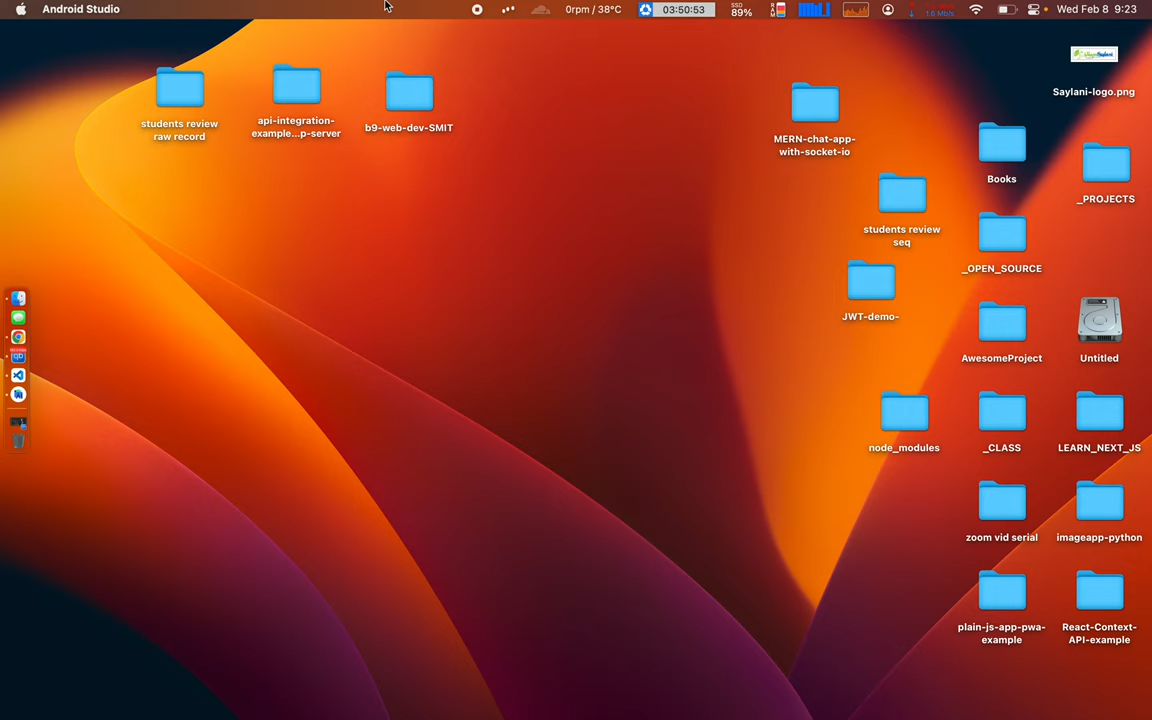 Android Studio
0rpm / 38°C
03:50:53
SSD
89%
Wed Feb 8 9:23
students review
raw record
api-integration-
example...p-server
b9-web-dev-SMIT
MERN-chat-app-
with-socket-io
Saylani-logo.png
Books
_PROJECTS
students review
seq
_OPEN_SOURCE
JWT-demo-
AwesomeProject
Untitled
node_modules
_CLASS
LEARN_NEXT_JS
zoom vid serial
imageapp-python
plain-js-app-pwa-
example
React-Context-
API-example